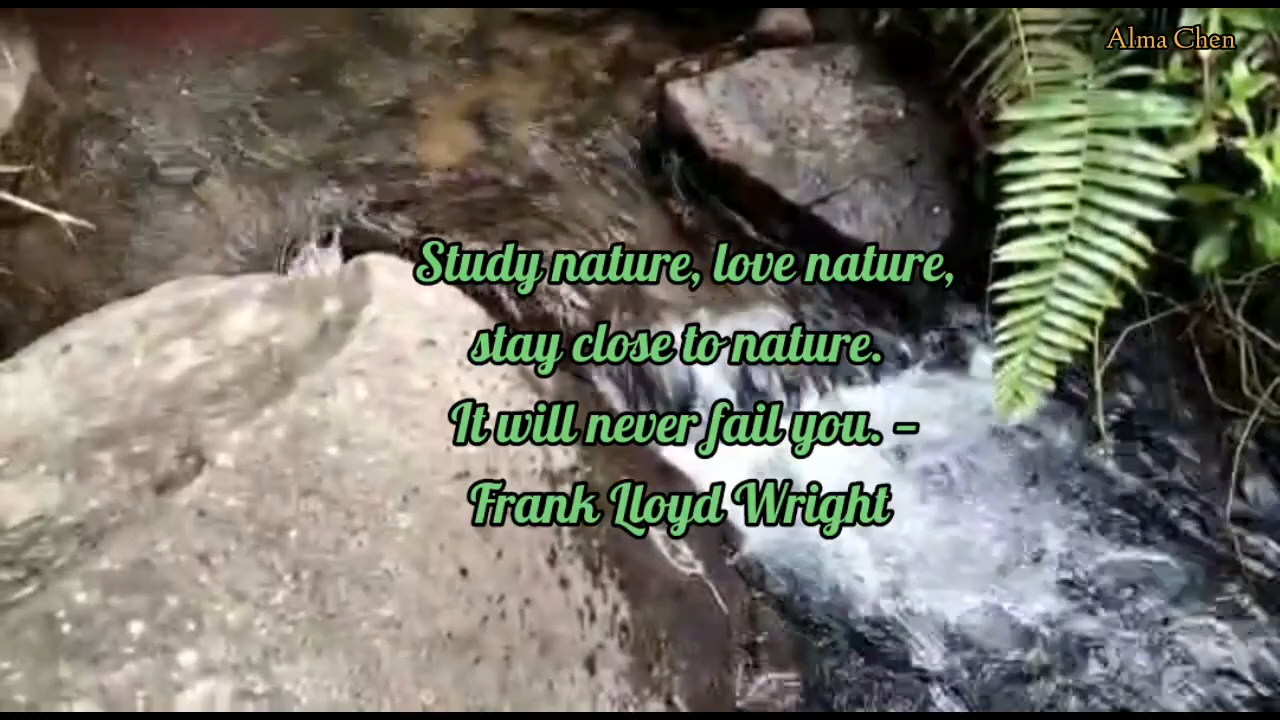 Alma Chen
Study nature, love nature,
stay close to nature.
It will never fail you. –
Frank Lloyd Wright